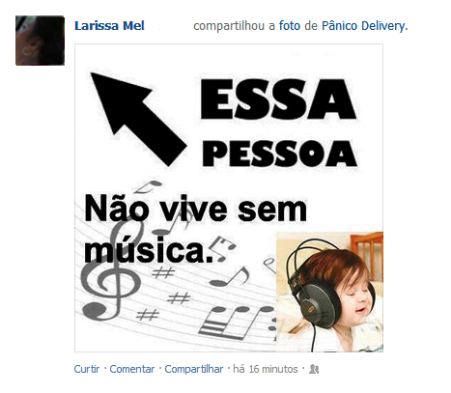 Larissa Mel compartilhou a foto de Pânico Delivery.
ESSA
PESSOA
Não vive sem
música.
Curtir · Comentar · Compartilhar · há 16 minutos ·